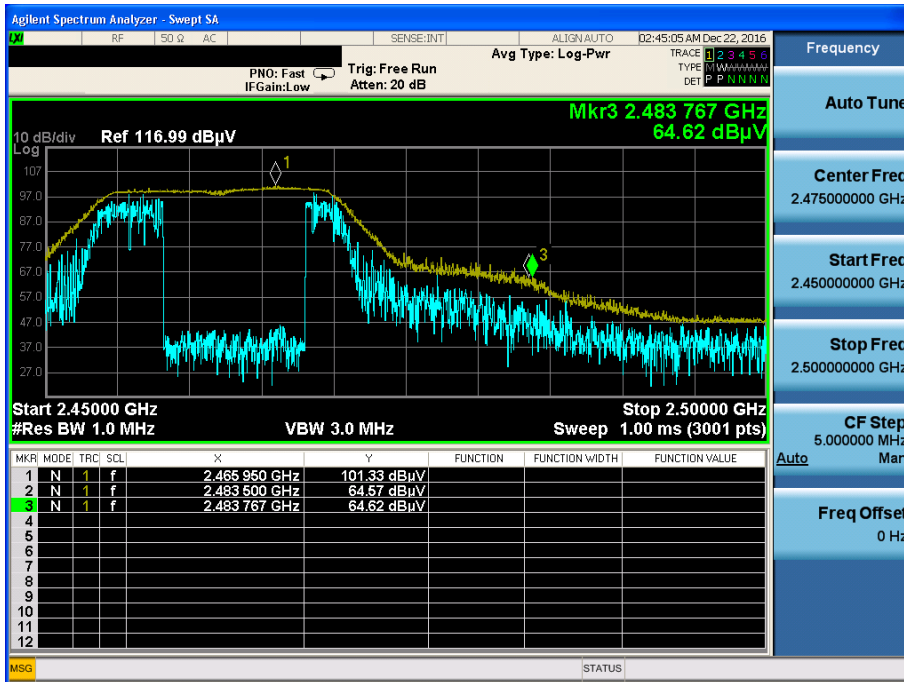 Agilent Spectrum Analyzer - Swept SA
LXI RF 50 Ω AC SENSE:INT ALIGN AUTO 02:45:05 AM Dec 22, 2016
PNO: Fast
IFGain:Low
Trig: Free Run
Atten: 20 dB
Avg Type: Log-Pwr
TRACE 1 2 3 4 5 6
TYPE M W W W W W
DET P P N N N N
Mkr3 2.483 767 GHz
64.62 dBµV
10 dB/div Ref 116.99 dBµV
Log
107
97.0
87.0
77.0
67.0
57.0
47.0
37.0
27.0
1
3
Start 2.45000 GHz Stop 2.50000 GHz
#Res BW 1.0 MHz VBW 3.0 MHz Sweep 1.00 ms (3001 pts)
MKR MODE TRC SCL X Y FUNCTION FUNCTION WIDTH FUNCTION VALUE
1 N 1 f 2.465 950 GHz 101.33 dBµV
2 N 1 f 2.483 500 GHz 64.57 dBµV
3 N 1 f 2.483 767 GHz 64.62 dBµV
4
5
6
7
8
9
10
11
12
MSG STATUS
Frequency
Auto Tune
Center Freq
2.475000000 GHz
Start Freq
2.450000000 GHz
Stop Freq
2.500000000 GHz
CF Step
5.000000 MHz
Auto Man
Freq Offset
0 Hz